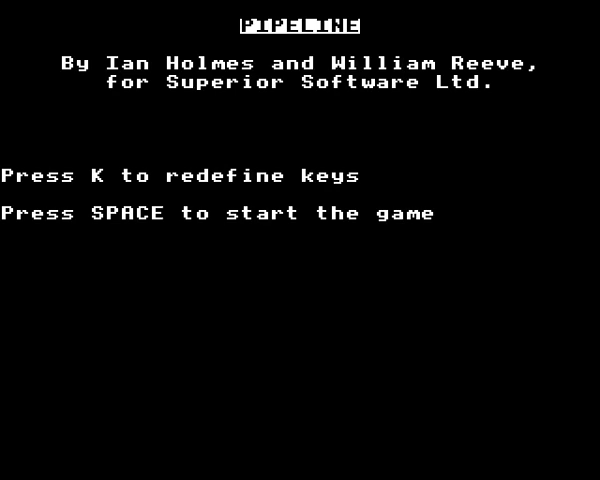 PIPELINE
By Ian Holmes and William Reeve,
for Superior Software Ltd.
Press K to redefine keys
Press SPACE to start the game